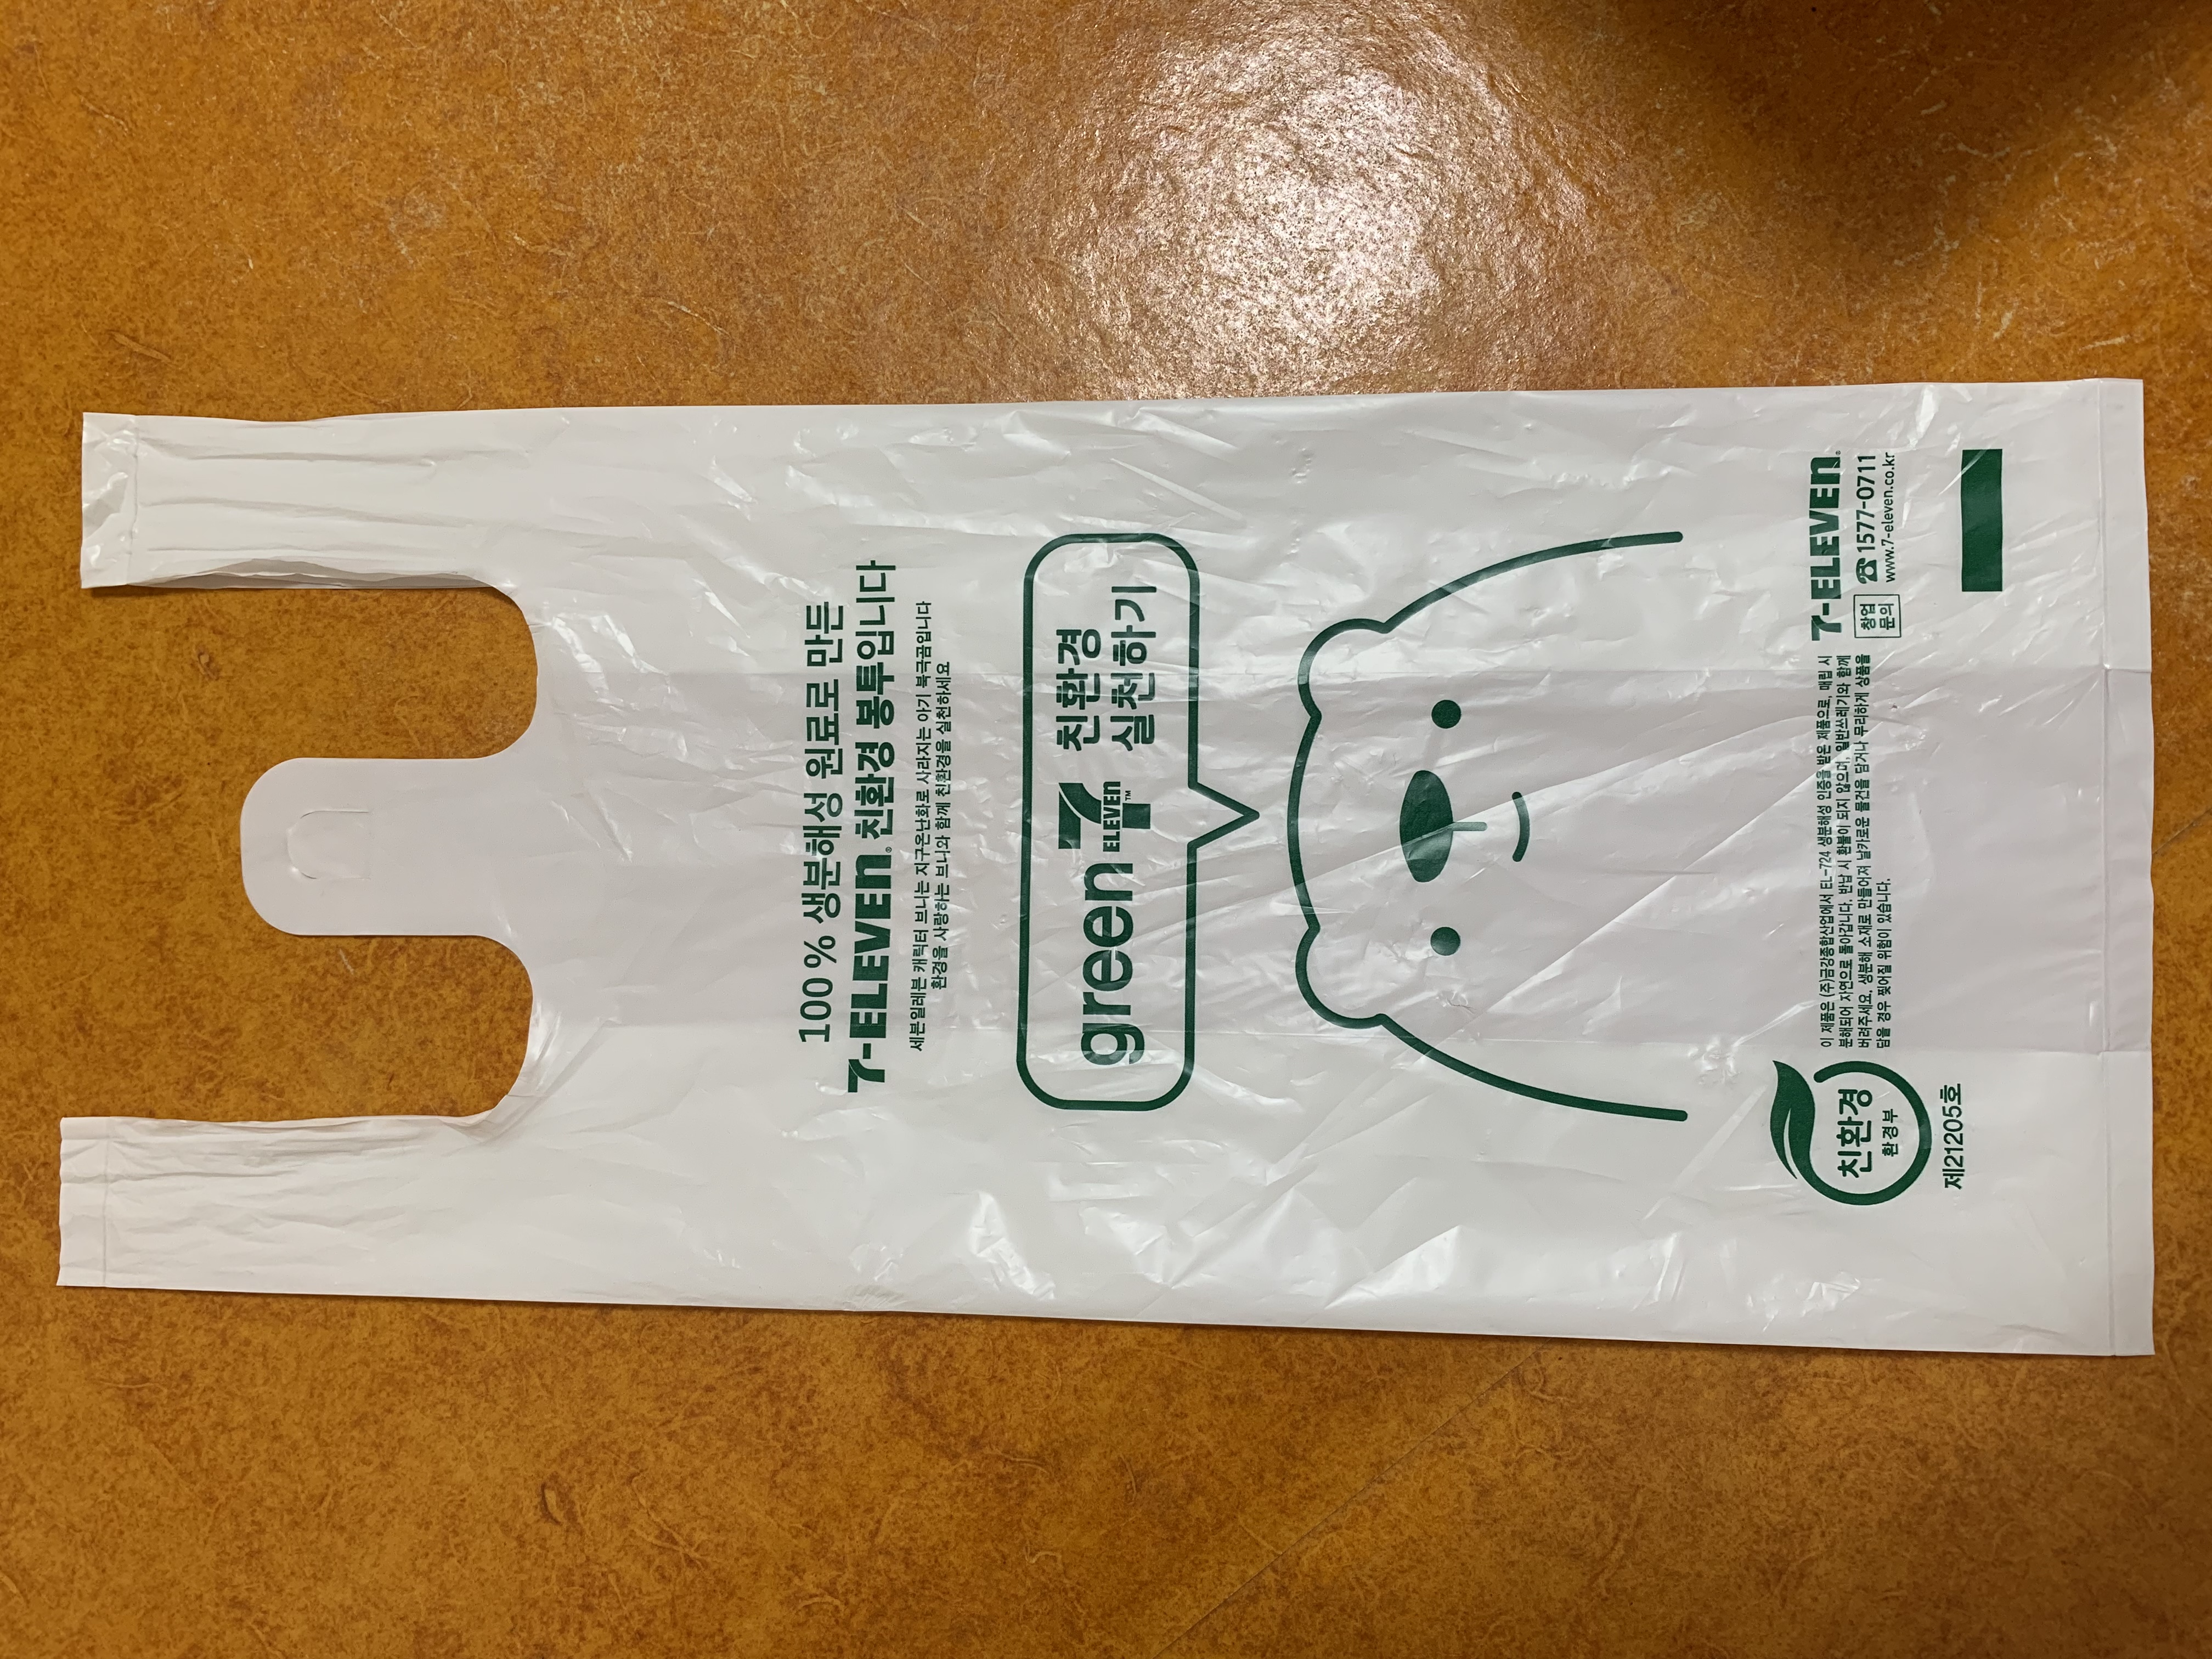 100% 생분해성 원료로 만든
7-ELEVEn® 친환경 봉투입니다
세븐일레븐 캐릭터 브니는 지구온난화로 사라지는 아기 북극곰입니다
환경을 사랑하는 브니와 함께 친환경을 실천하세요
green 7 ELEVEn™ 친환경
실천하기
친환경
환경부
제21205호
이 제품은 (주)금강종합산업에서 EL-724 생분해성 인증을 받은 제품으로, 매립 시
분해되어 자연으로 돌아갑니다. 반납 시 환불이 되지 않으며, 일반쓰레기와 함께
버려주세요. 생분해 소재로 만들어져 날카로운 물건을 담거나 무리하게 상품을
담을 경우 찢어질 위험이 있습니다.
7-ELEVEn®
창업
문의
☎ 1577-0711
www.7-eleven.co.kr